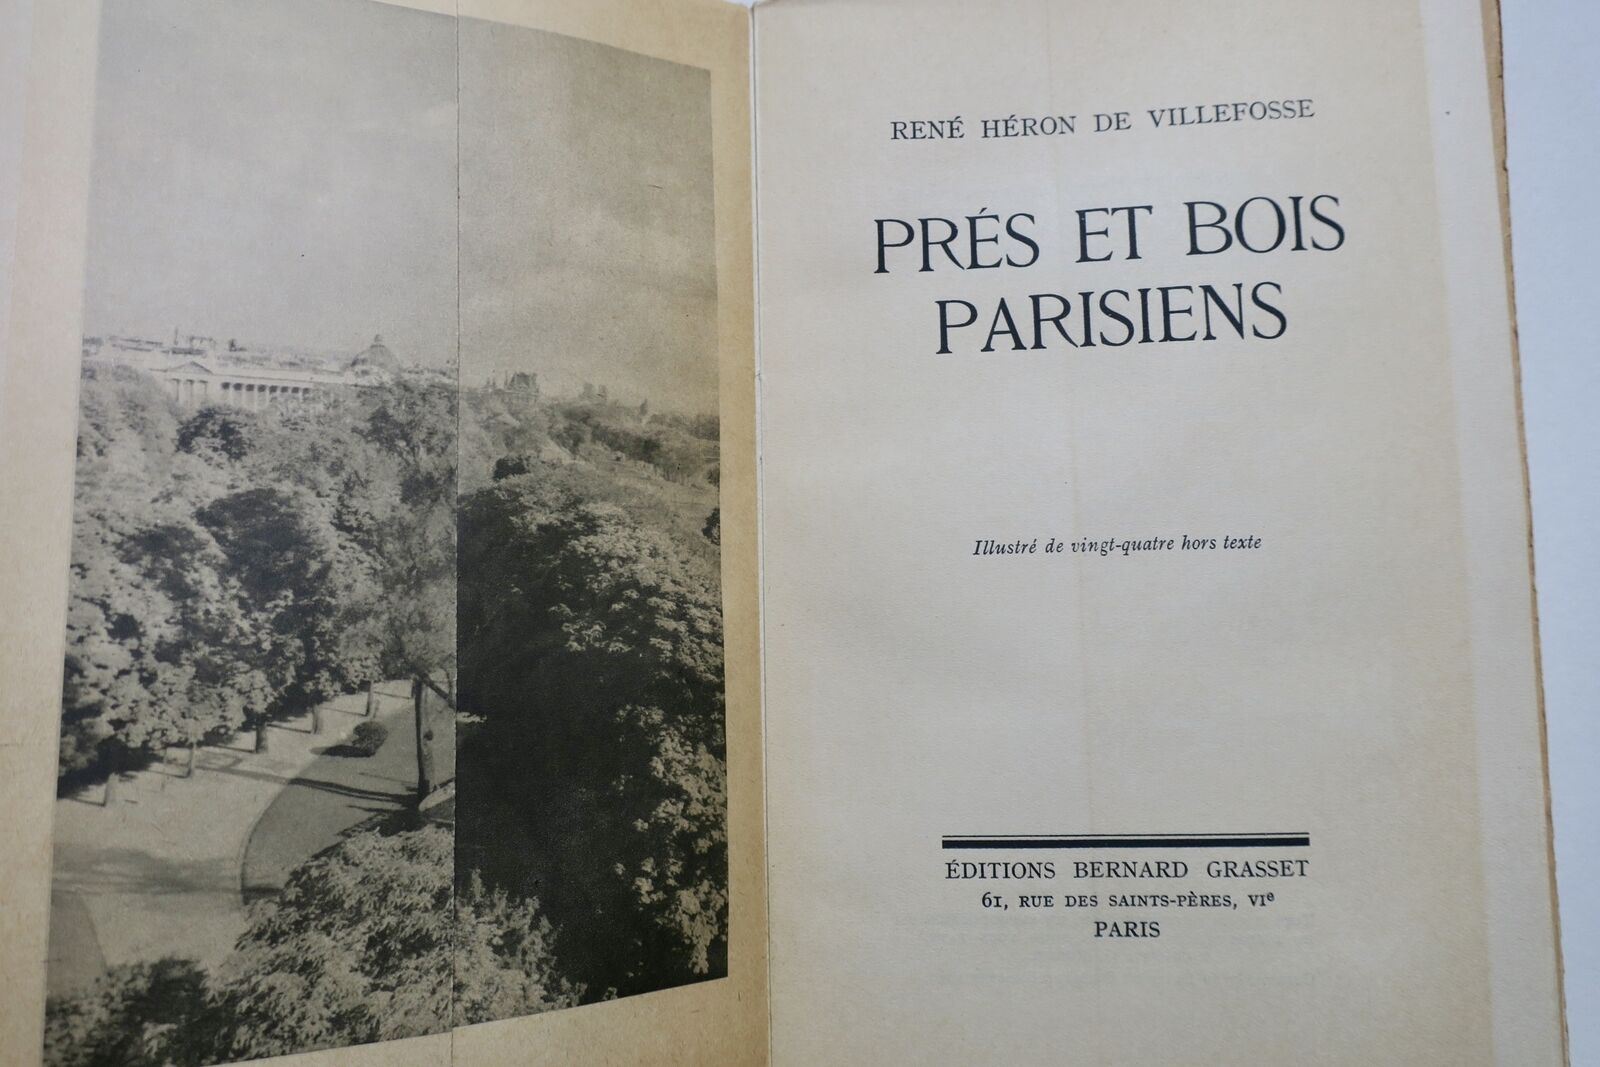 RENÉ HÉRON DE VILLEFOSSE
PRÉS ET BOIS
PARISIENS
Illustré de vingt-quatre hors texte
ÉDITIONS BERNARD GRASSET
61, RUE DES SAINTS-PÈRES, VIᵉ
PARIS